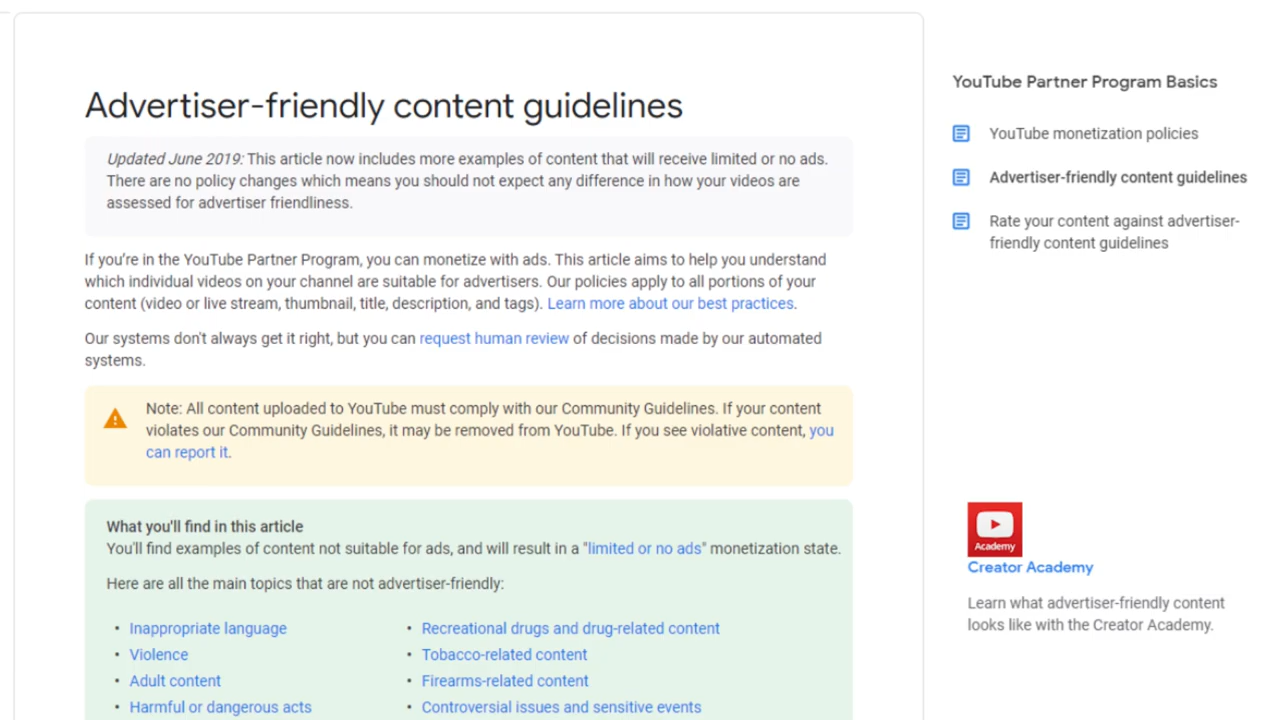 Advertiser-friendly content guidelines
Updated June 2019: This article now includes more examples of content that will receive limited or no ads.
There are no policy changes which means you should not expect any difference in how your videos are
assessed for advertiser friendliness.
If you're in the YouTube Partner Program, you can monetize with ads. This article aims to help you understand
which individual videos on your channel are suitable for advertisers. Our policies apply to all portions of your
content (video or live stream, thumbnail, title, description, and tags). Learn more about our best practices.
Our systems don't always get it right, but you can request human review of decisions made by our automated
systems.
Note: All content uploaded to YouTube must comply with our Community Guidelines. If your content
violates our Community Guidelines, it may be removed from YouTube. If you see violative content, you
can report it.
What you'll find in this article
You'll find examples of content not suitable for ads, and will result in a "limited or no ads" monetization state.
Here are all the main topics that are not advertiser-friendly:
• Inappropriate language
• Violence
• Adult content
• Harmful or dangerous acts
• Recreational drugs and drug-related content
• Tobacco-related content
• Firearms-related content
• Controversial issues and sensitive events
YouTube Partner Program Basics
YouTube monetization policies
Advertiser-friendly content guidelines
Rate your content against advertiser-
friendly content guidelines
Academy
Creator Academy
Learn what advertiser-friendly content
looks like with the Creator Academy.